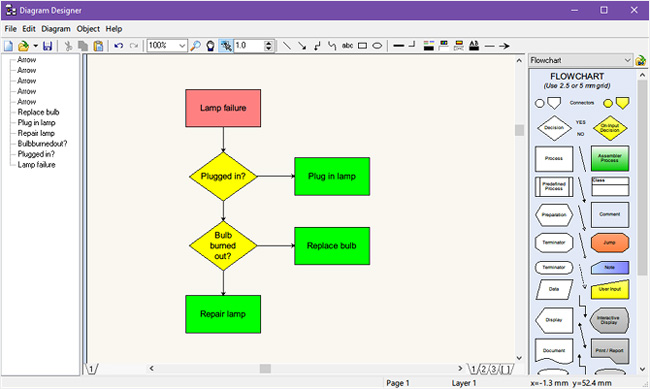 Diagram Designer
File Edit Diagram Object Help
100%
abc
1.0
Arrow
Arrow
Arrow
Arrow
Arrow
Replace bulb
Plug in lamp
Repair lamp
Bulbburnedout?
Plugged in?
Lamp failure
Lamp failure
Plugged in?
Plug in lamp
Bulb
burned
out?
Replace bulb
Repair lamp
Flowchart
FLOWCHART
(Use 2.5 or 5 mm grid)
Connectors
Decision
YES
NO
On-Input
Decision
Process
Assembler
Process
Predefined
Process
Class
Preparation
Comment
Terminator
Jump
Terminator
Note
Data
User Input
Display
Interactive
Display
Document
Print / Report
1
1 2 3
Page 1
Layer 1
x=-1.3 mm y=52.4 mm